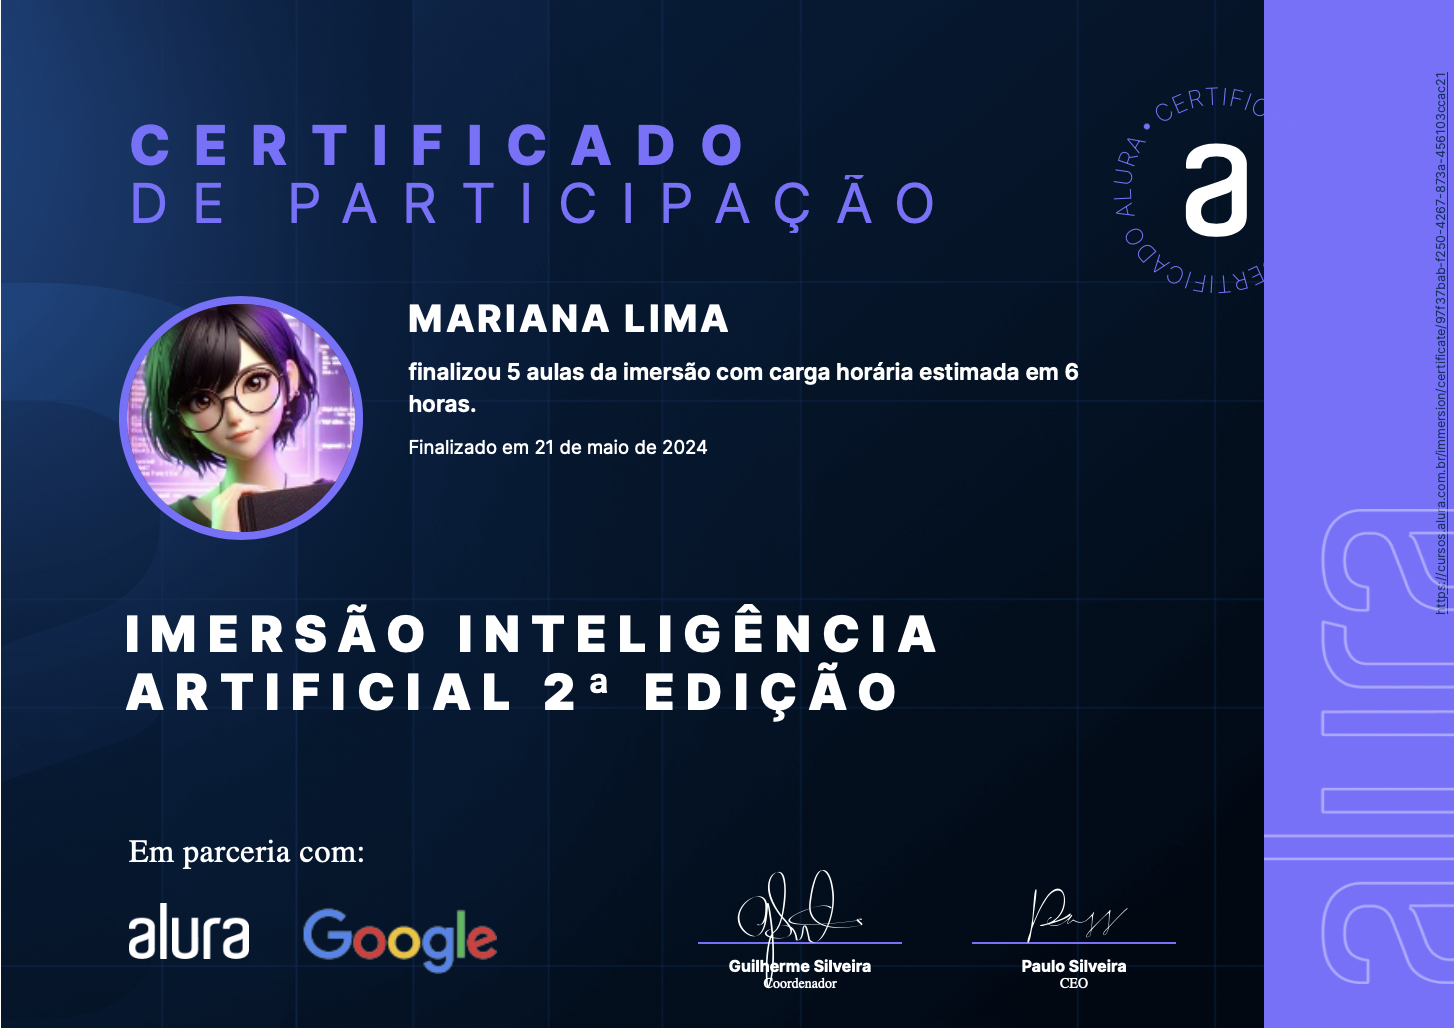 CERTIFICADO
DE PARTICIPAÇÃO
CERTIFICADO ALURA • CERTIFIC
a
MARIANA LIMA
finalizou 5 aulas da imersão com carga horária estimada em 6
horas.
Finalizado em 21 de maio de 2024
IMERSÃO INTELIGÊNCIA
ARTIFICIAL 2ª EDIÇÃO
Em parceria com:
alura
Google
Guilherme Silveira
Coordenador
Paulo Silveira
CEO
https://cursos.alura.com.br/immersion/certificate/97f37bab-f250-4267-873a-456103ccac21
alura